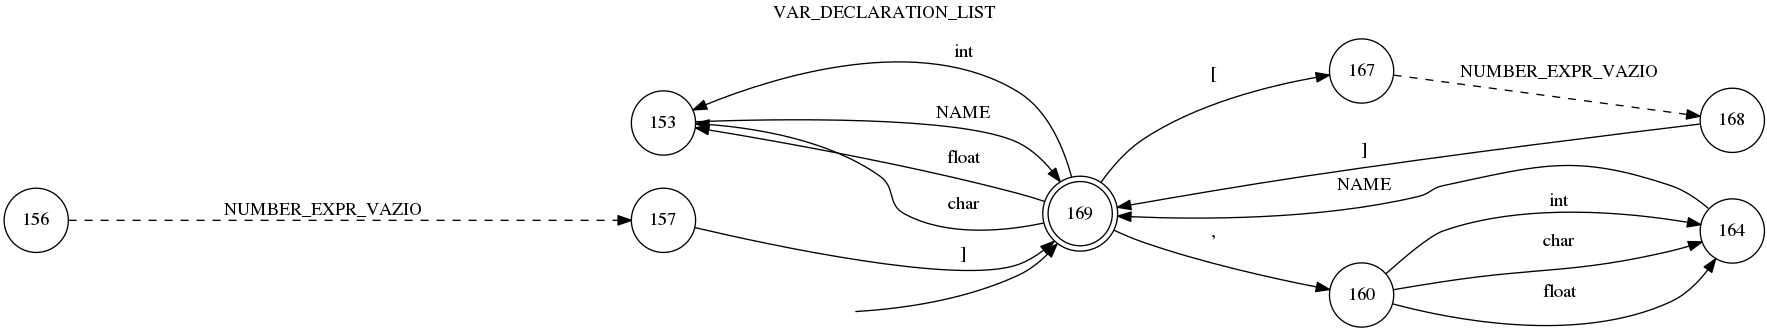 VAR_DECLARATION_LIST
int
[
167
NUMBER_EXPR_VAZIO
153
NAME
168
float
]
NAME
char
156
NUMBER_EXPR_VAZIO
157
169
int
164
,
char
]
160
float